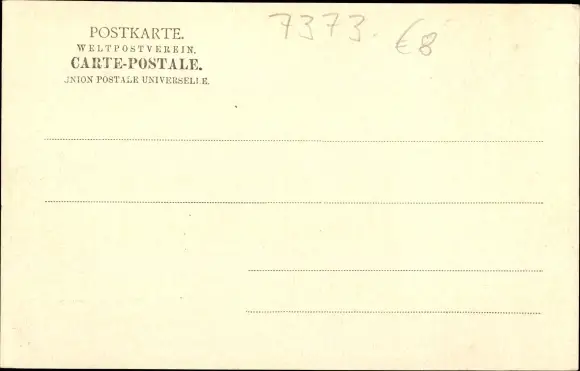 POSTKARTE.
WELTPOSTVEREIN.
CARTE-POSTALE.
UNION POSTALE UNIVERSELLE.
7373. €8